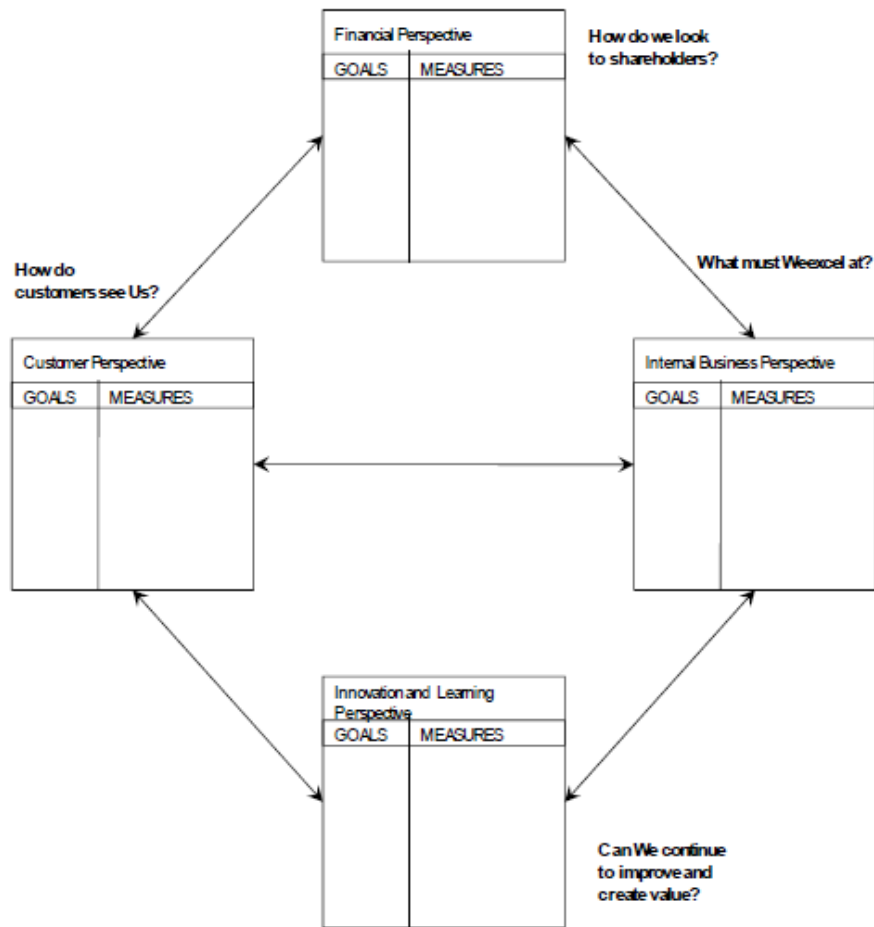 Financial Perspective
GOALS MEASURES
How do we look
to shareholders?
How do
customers see Us?
What must Weexcel at?
Customer Perspective
GOALS MEASURES
Internal Business Perspective
GOALS MEASURES
Innovation and Learning
Perspective
GOALS MEASURES
Can We continue
to improve and
create value?